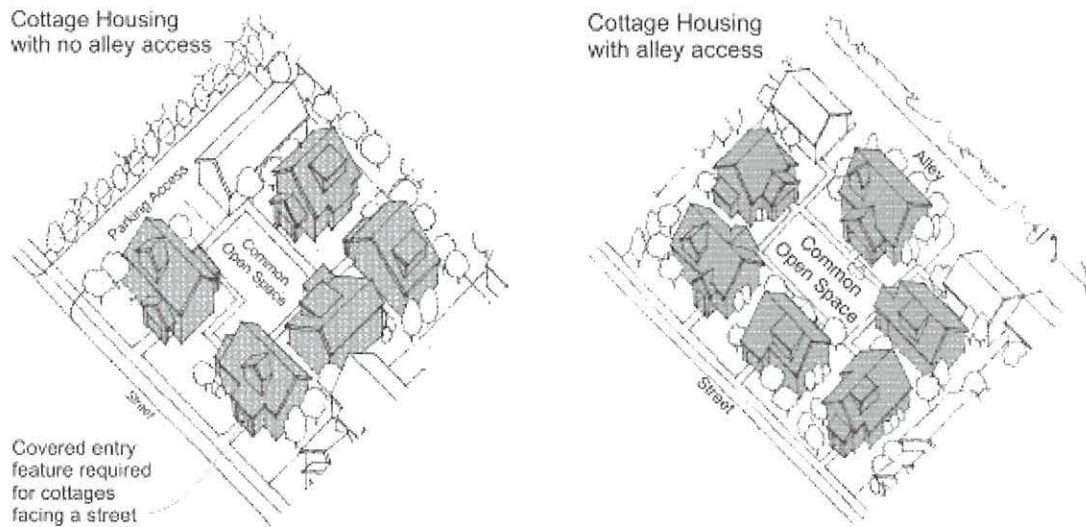 Cottage Housing
with no alley access
Parking Access
Common
Open Space
Street
Covered entry
feature required
for cottages
facing a street
Cottage Housing
with alley access
Alley
Common
Open Space
Street